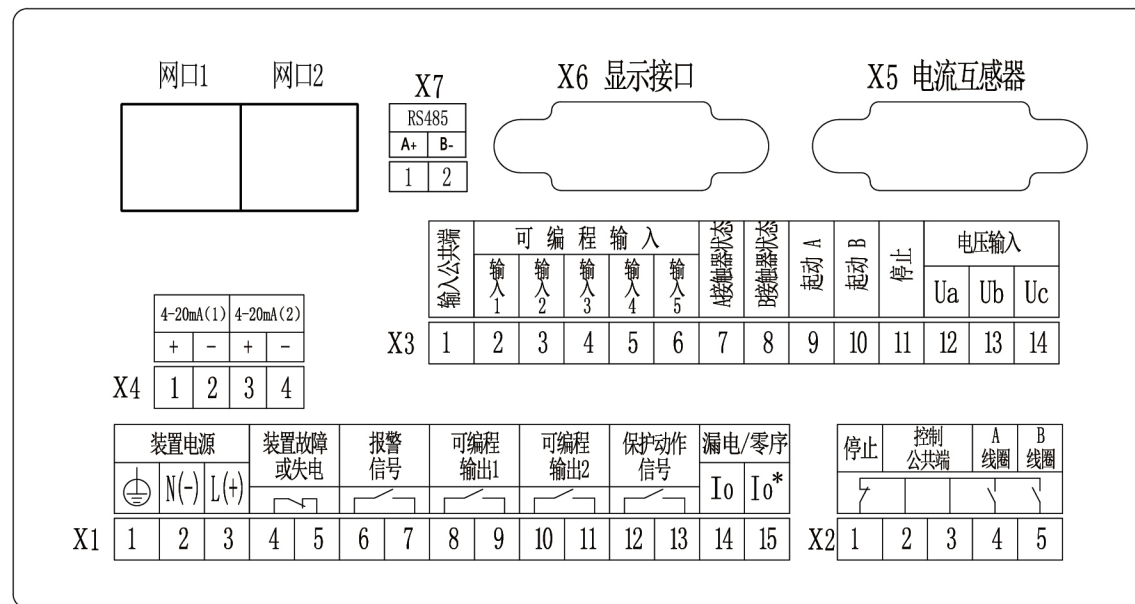 网口1 网口2
X7
RS485
A+ B-
1 2
X6 显示接口
X5 电流互感器
输入公共端
可编程输入
输入1 输入2 输入3 输入4 输入5
A接触器状态
B接触器状态
起动 A
起动 B
停止
电压输入
Ua Ub Uc
X3 1 2 3 4 5 6 7 8 9 10 11 12 13 14
4-20mA(1) 4-20mA(2)
+ - + -
X4 1 2 3 4
装置电源
N(-) L(+)
装置故障
或失电
报警
信号
可编程
输出1
可编程
输出2
保护动作
信号
漏电/零序
Io Io*
X1 1 2 3 4 5 6 7 8 9 10 11 12 13 14 15
停止
控制
公共端
A
线圈
B
线圈
X2 1 2 3 4 5